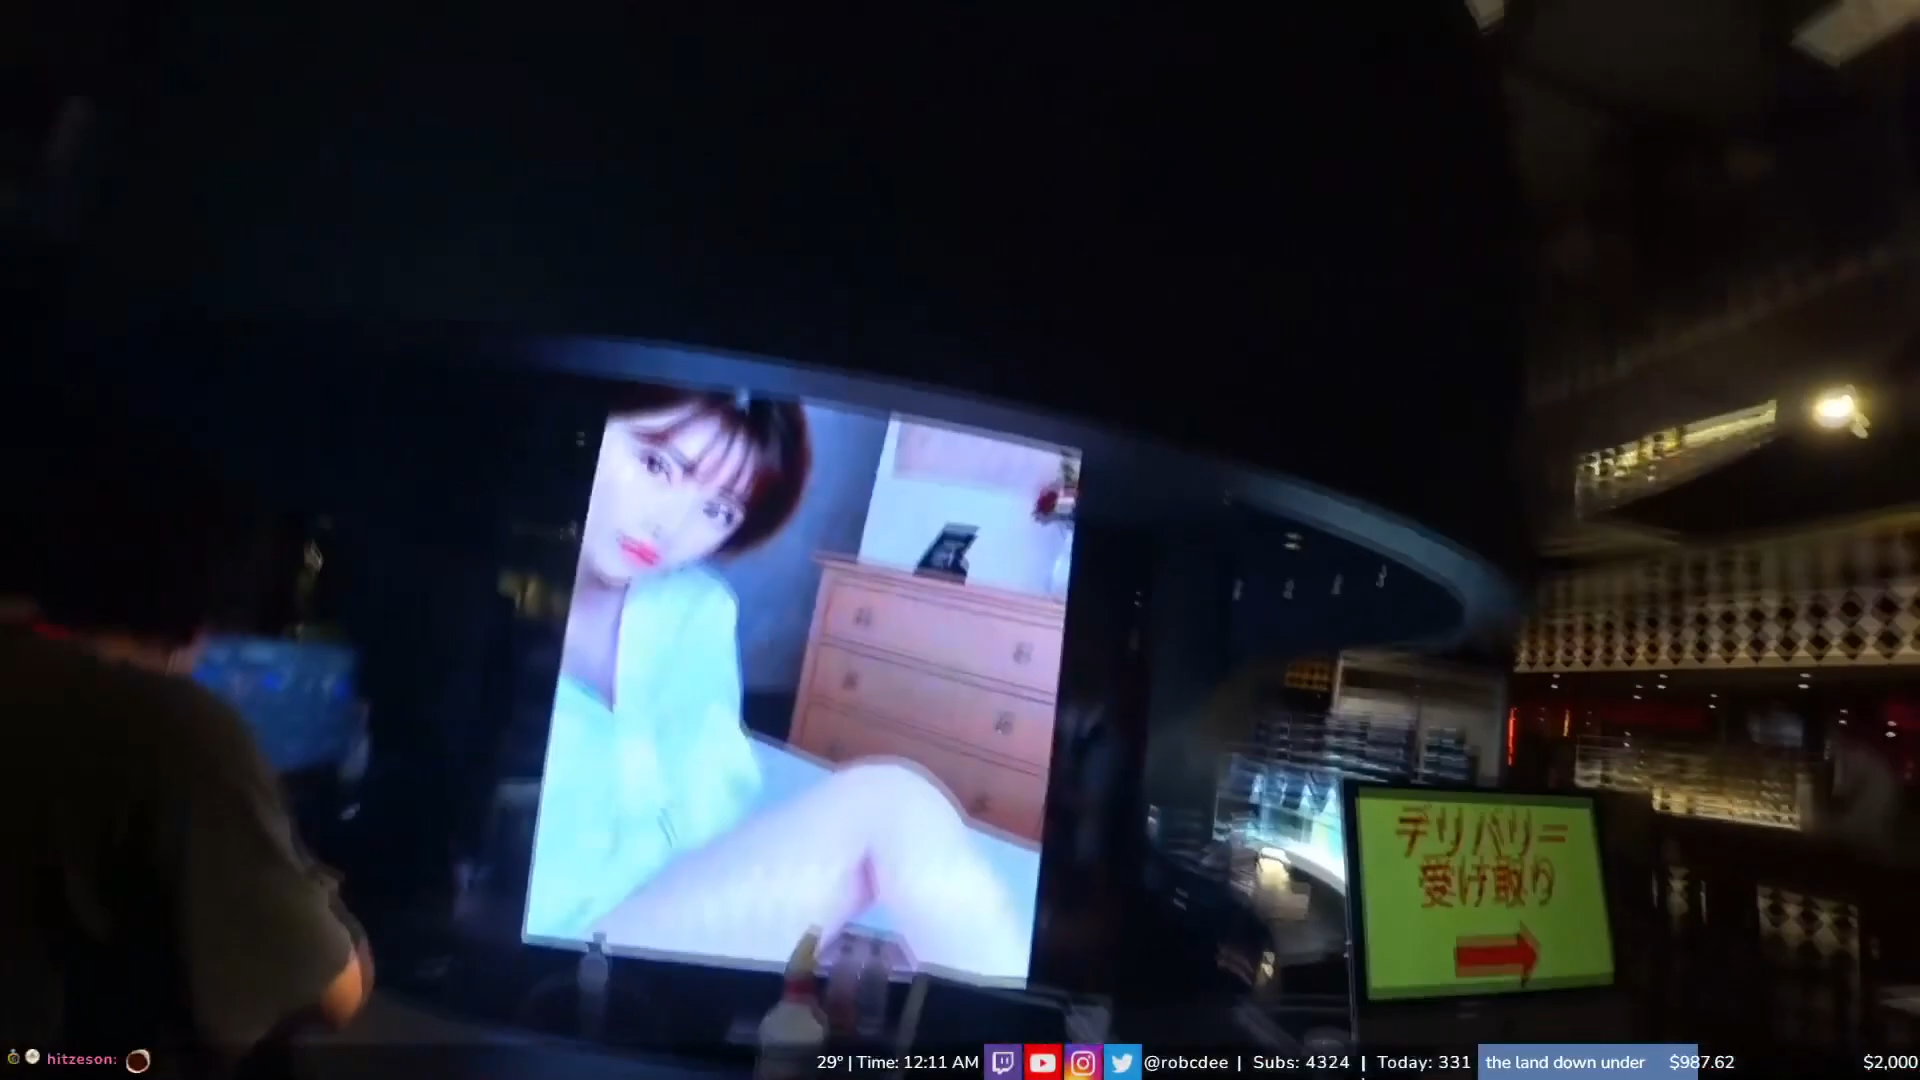 デリバリー
受け取り
hitzeson:
29° | Time: 12:11 AM @robcdee | Subs: 4324 | Today: 331 the land down under $987.62 $2,000